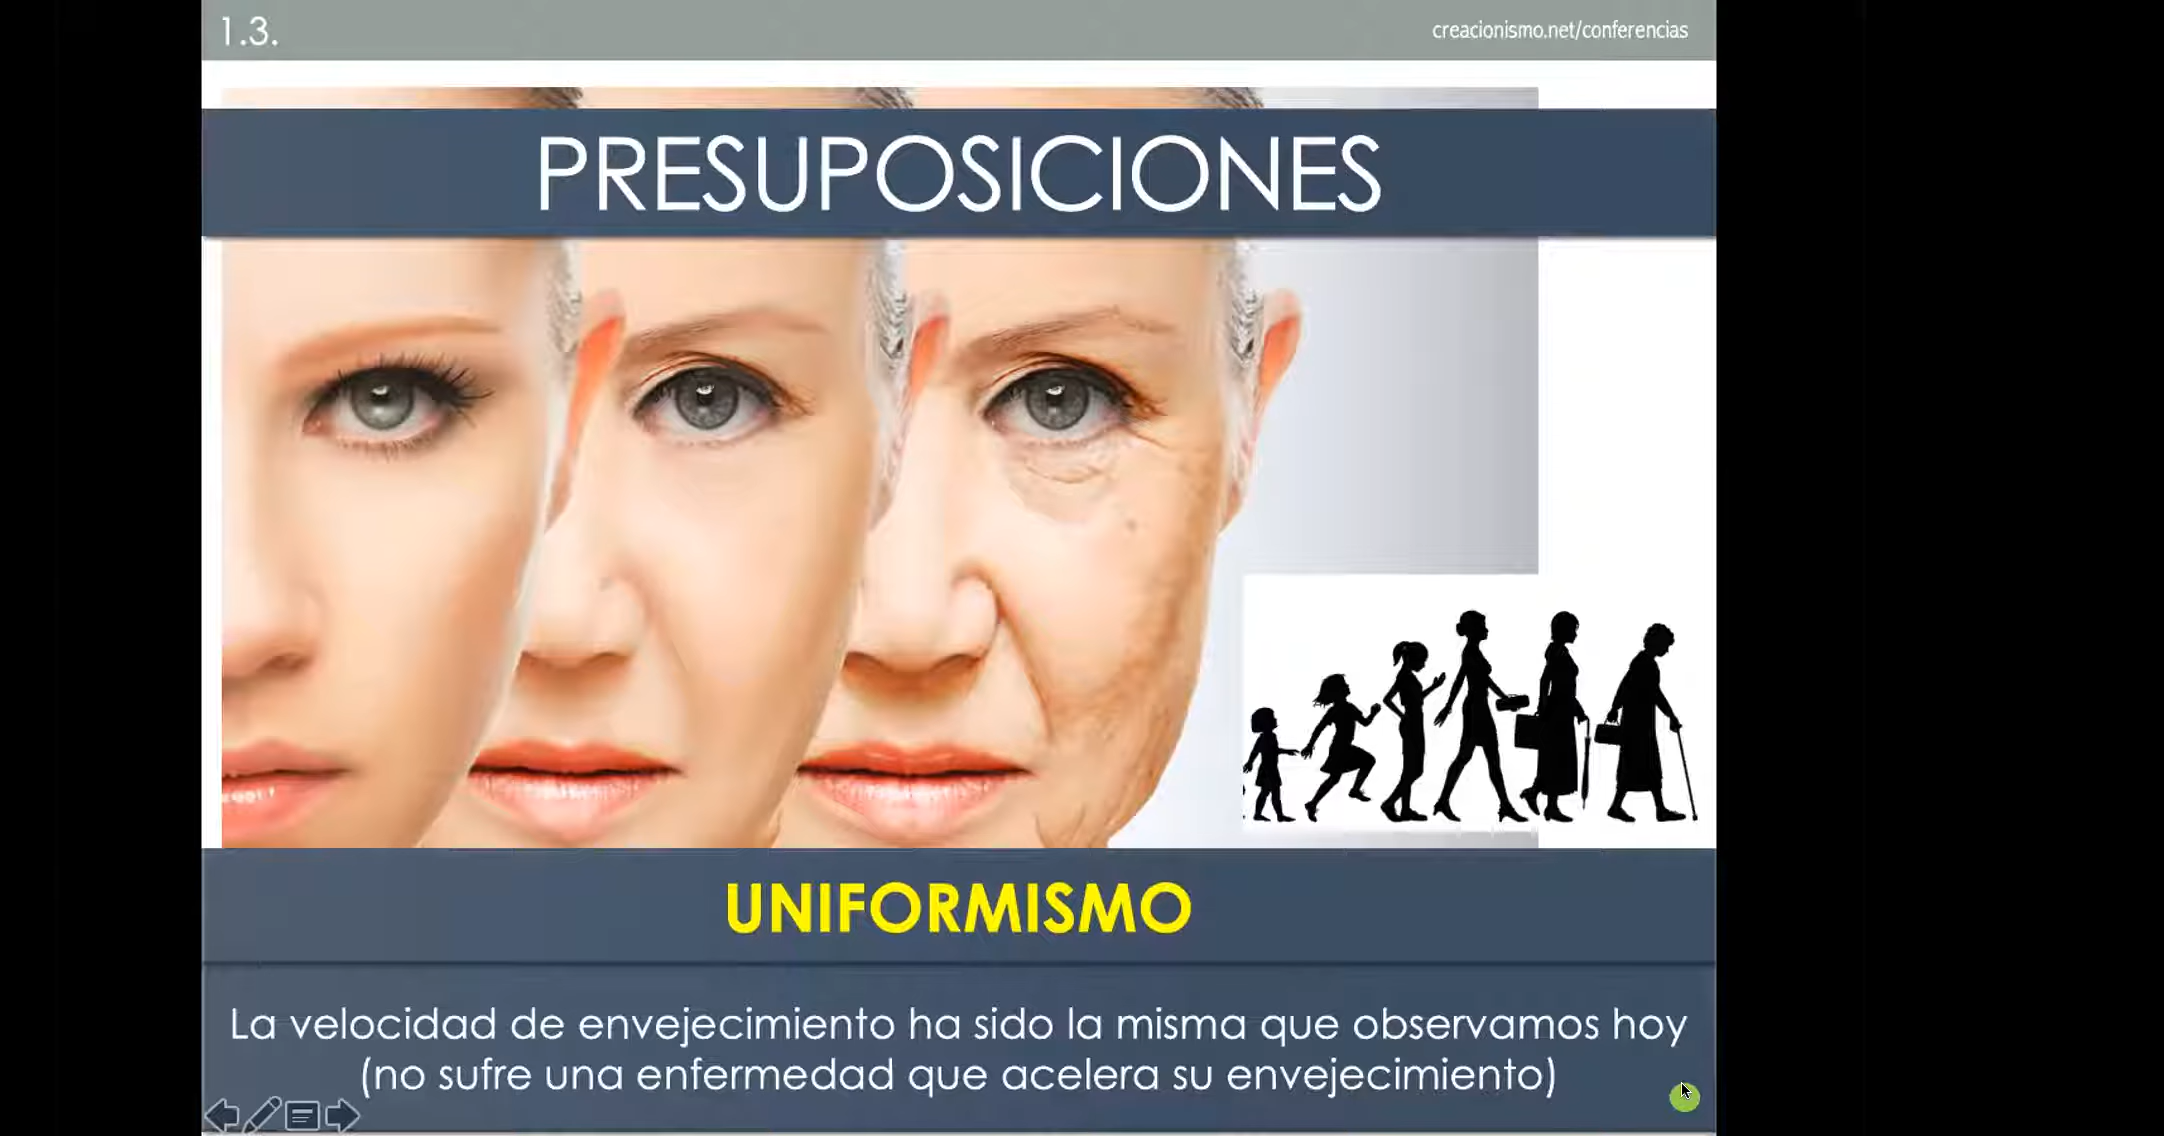 1.3.
creacionismo.net/conferencias
PRESUPOSICIONES
UNIFORMISMO
La velocidad de envejecimiento ha sido la misma que observamos hoy
(no sufre una enfermedad que acelera su envejecimiento)